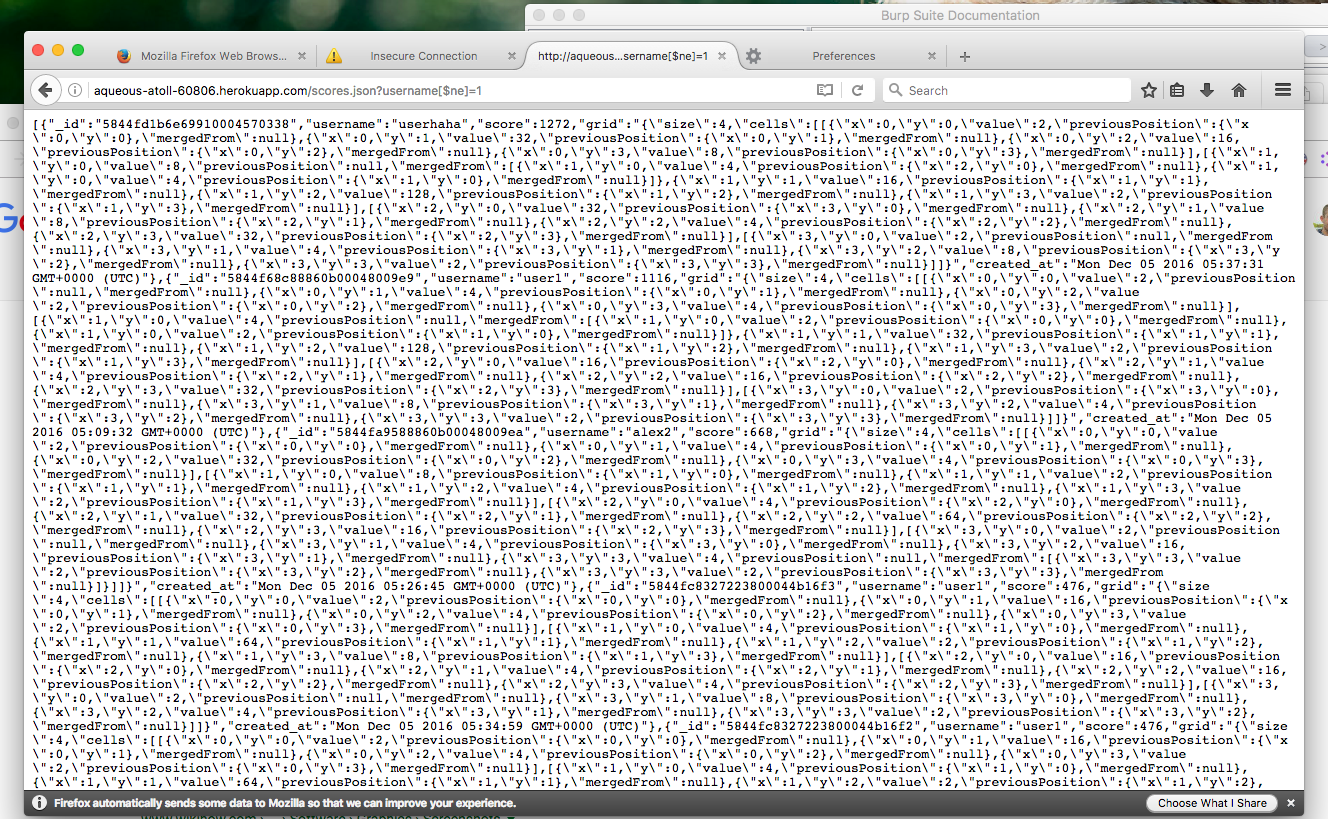 Burp Suite Documentation
Mozilla Firefox Web Brows...
Insecure Connection
http://aqueous...sername[$ne]=1
Preferences
aqueous-atoll-60806.herokuapp.com/scores.json?username[$ne]=1
Search
[{"_id":"5844fd1b6e69910004570338","username":"userhaha","score":1272,"grid":"{\"size\":4,\"cells\":[[{\"x\":0,\"y\":0,\"value\":2,\"previousPosition\":{\"x
\":0,\"y\":0},\"mergedFrom\":null},{\"x\":0,\"y\":1,\"value\":32,\"previousPosition\":{\"x\":0,\"y\":1},\"mergedFrom\":null},{\"x\":0,\"y\":2,\"value\":16,
\"previousPosition\":{\"x\":0,\"y\":2},\"mergedFrom\":null},{\"x\":0,\"y\":3,\"value\":8,\"previousPosition\":{\"x\":0,\"y\":3},\"mergedFrom\":null}],[{\"x\":1,
\"y\":0,\"value\":8,\"previousPosition\":null,\"mergedFrom\":[{\"x\":1,\"y\":0,\"value\":4,\"previousPosition\":{\"x\":2,\"y\":0},\"mergedFrom\":null},{\"x\":1,
\"y\":0,\"value\":4,\"previousPosition\":{\"x\":1,\"y\":0},\"mergedFrom\":null}]},{\"x\":1,\"y\":1,\"value\":16,\"previousPosition\":{\"x\":1,\"y\":1},
\"mergedFrom\":null},{\"x\":1,\"y\":2,\"value\":128,\"previousPosition\":{\"x\":1,\"y\":2},\"mergedFrom\":null},{\"x\":1,\"y\":3,\"value\":2,\"previousPosition
\":{\"x\":1,\"y\":3},\"mergedFrom\":null}],[{\"x\":2,\"y\":0,\"value\":32,\"previousPosition\":{\"x\":3,\"y\":0},\"mergedFrom\":null},{\"x\":2,\"y\":1,\"value
\":8,\"previousPosition\":{\"x\":2,\"y\":1},\"mergedFrom\":null},{\"x\":2,\"y\":2,\"value\":4,\"previousPosition\":{\"x\":2,\"y\":2},\"mergedFrom\":null},
{\"x\":2,\"y\":3,\"value\":32,\"previousPosition\":{\"x\":2,\"y\":3},\"mergedFrom\":null}],[{\"x\":3,\"y\":0,\"value\":2,\"previousPosition\":null,\"mergedFrom
\":null},{\"x\":3,\"y\":1,\"value\":4,\"previousPosition\":{\"x\":3,\"y\":1},\"mergedFrom\":null},{\"x\":3,\"y\":2,\"value\":8,\"previousPosition\":{\"x\":3,\"y
\":2},\"mergedFrom\":null},{\"x\":3,\"y\":3,\"value\":2,\"previousPosition\":{\"x\":3,\"y\":3},\"mergedFrom\":null}]]}","created_at":"Mon Dec 05 2016 05:37:31
GMT+0000 (UTC)"},{"_id":"5844f68c88860b00048009e9","username":"user1","score":1116,"grid":"{\"size\":4,\"cells\":[[{\"x\":0,\"y\":0,\"value\":2,\"previousPosition
\":null,\"mergedFrom\":null},{\"x\":0,\"y\":1,\"value\":4,\"previousPosition\":{\"x\":0,\"y\":1},\"mergedFrom\":null},{\"x\":0,\"y\":2,\"value
\":2,\"previousPosition\":{\"x\":0,\"y\":2},\"mergedFrom\":null},{\"x\":0,\"y\":3,\"value\":4,\"previousPosition\":{\"x\":0,\"y\":3},\"mergedFrom\":null}],
[{\"x\":1,\"y\":0,\"value\":4,\"previousPosition\":null,\"mergedFrom\":[{\"x\":1,\"y\":0,\"value\":2,\"previousPosition\":{\"x\":0,\"y\":0},\"mergedFrom\":null},
{\"x\":1,\"y\":0,\"value\":2,\"previousPosition\":{\"x\":1,\"y\":0},\"mergedFrom\":null}]},{\"x\":1,\"y\":1,\"value\":32,\"previousPosition\":{\"x\":1,\"y\":1},
\"mergedFrom\":null},{\"x\":1,\"y\":2,\"value\":128,\"previousPosition\":{\"x\":1,\"y\":2},\"mergedFrom\":null},{\"x\":1,\"y\":3,\"value\":2,\"previousPosition
\":{\"x\":1,\"y\":3},\"mergedFrom\":null}],[{\"x\":2,\"y\":0,\"value\":16,\"previousPosition\":{\"x\":2,\"y\":0},\"mergedFrom\":null},{\"x\":2,\"y\":1,\"value
\":4,\"previousPosition\":{\"x\":2,\"y\":1},\"mergedFrom\":null},{\"x\":2,\"y\":2,\"value\":16,\"previousPosition\":{\"x\":2,\"y\":2},\"mergedFrom\":null},
{\"x\":2,\"y\":3,\"value\":32,\"previousPosition\":{\"x\":2,\"y\":3},\"mergedFrom\":null}],[{\"x\":3,\"y\":0,\"value\":2,\"previousPosition\":{\"x\":3,\"y\":0},
\"mergedFrom\":null},{\"x\":3,\"y\":1,\"value\":8,\"previousPosition\":{\"x\":3,\"y\":1},\"mergedFrom\":null},{\"x\":3,\"y\":2,\"value\":4,\"previousPosition
\":{\"x\":3,\"y\":2},\"mergedFrom\":null},{\"x\":3,\"y\":3,\"value\":2,\"previousPosition\":{\"x\":3,\"y\":3},\"mergedFrom\":null}]]}","created_at":"Mon Dec 05
2016 05:09:32 GMT+0000 (UTC)"},{"_id":"5844fa9588860b00048009ea","username":"alex2","score":668,"grid":"{\"size\":4,\"cells\":[[{\"x\":0,\"y\":0,\"value
\":2,\"previousPosition\":{\"x\":0,\"y\":0},\"mergedFrom\":null},{\"x\":0,\"y\":1,\"value\":4,\"previousPosition\":{\"x\":0,\"y\":1},\"mergedFrom\":null},
{\"x\":0,\"y\":2,\"value\":32,\"previousPosition\":{\"x\":0,\"y\":2},\"mergedFrom\":null},{\"x\":0,\"y\":3,\"value\":4,\"previousPosition\":{\"x\":0,\"y\":3},
\"mergedFrom\":null}],[{\"x\":1,\"y\":0,\"value\":8,\"previousPosition\":{\"x\":1,\"y\":0},\"mergedFrom\":null},{\"x\":1,\"y\":1,\"value\":2,\"previousPosition
\":{\"x\":1,\"y\":1},\"mergedFrom\":null},{\"x\":1,\"y\":2,\"value\":4,\"previousPosition\":{\"x\":1,\"y\":2},\"mergedFrom\":null},{\"x\":1,\"y\":3,\"value
\":2,\"previousPosition\":{\"x\":1,\"y\":3},\"mergedFrom\":null}],[{\"x\":2,\"y\":0,\"value\":4,\"previousPosition\":{\"x\":2,\"y\":0},\"mergedFrom\":null},
{\"x\":2,\"y\":1,\"value\":32,\"previousPosition\":{\"x\":2,\"y\":1},\"mergedFrom\":null},{\"x\":2,\"y\":2,\"value\":64,\"previousPosition\":{\"x\":2,\"y\":2},
\"mergedFrom\":null},{\"x\":2,\"y\":3,\"value\":16,\"previousPosition\":{\"x\":2,\"y\":3},\"mergedFrom\":null}],[{\"x\":3,\"y\":0,\"value\":2,\"previousPosition
\":null,\"mergedFrom\":null},{\"x\":3,\"y\":1,\"value\":4,\"previousPosition\":{\"x\":3,\"y\":0},\"mergedFrom\":null},{\"x\":3,\"y\":2,\"value\":16,
\"previousPosition\":{\"x\":3,\"y\":1},\"mergedFrom\":null},{\"x\":3,\"y\":3,\"value\":4,\"previousPosition\":null,\"mergedFrom\":[{\"x\":3,\"y\":3,\"value
\":2,\"previousPosition\":{\"x\":3,\"y\":2},\"mergedFrom\":null},{\"x\":3,\"y\":3,\"value\":2,\"previousPosition\":{\"x\":3,\"y\":3},\"mergedFrom
\":null}]}]]}","created_at":"Mon Dec 05 2016 05:26:45 GMT+0000 (UTC)"},{"_id":"5844fc8327223800044b16f3","username":"user1","score":476,"grid":"{\"size
\":4,\"cells\":[[{\"x\":0,\"y\":0,\"value\":2,\"previousPosition\":{\"x\":0,\"y\":0},\"mergedFrom\":null},{\"x\":0,\"y\":1,\"value\":16,\"previousPosition\":{\"x
\":0,\"y\":1},\"mergedFrom\":null},{\"x\":0,\"y\":2,\"value\":4,\"previousPosition\":{\"x\":0,\"y\":2},\"mergedFrom\":null},{\"x\":0,\"y\":3,\"value
\":2,\"previousPosition\":{\"x\":0,\"y\":3},\"mergedFrom\":null}],[{\"x\":1,\"y\":0,\"value\":4,\"previousPosition\":{\"x\":1,\"y\":0},\"mergedFrom\":null},
{\"x\":1,\"y\":1,\"value\":64,\"previousPosition\":{\"x\":1,\"y\":1},\"mergedFrom\":null},{\"x\":1,\"y\":2,\"value\":2,\"previousPosition\":{\"x\":1,\"y\":2},
\"mergedFrom\":null},{\"x\":1,\"y\":3,\"value\":8,\"previousPosition\":{\"x\":1,\"y\":3},\"mergedFrom\":null}],[{\"x\":2,\"y\":0,\"value\":16,\"previousPosition
\":{\"x\":2,\"y\":0},\"mergedFrom\":null},{\"x\":2,\"y\":1,\"value\":4,\"previousPosition\":{\"x\":2,\"y\":1},\"mergedFrom\":null},{\"x\":2,\"y\":2,\"value\":16,
\"previousPosition\":{\"x\":2,\"y\":2},\"mergedFrom\":null},{\"x\":2,\"y\":3,\"value\":4,\"previousPosition\":{\"x\":2,\"y\":3},\"mergedFrom\":null}],[{\"x\":3,
\"y\":0,\"value\":2,\"previousPosition\":null,\"mergedFrom\":null},{\"x\":3,\"y\":1,\"value\":8,\"previousPosition\":{\"x\":3,\"y\":0},\"mergedFrom\":null},
{\"x\":3,\"y\":2,\"value\":4,\"previousPosition\":{\"x\":3,\"y\":1},\"mergedFrom\":null},{\"x\":3,\"y\":3,\"value\":2,\"previousPosition\":{\"x\":3,\"y\":2},
\"mergedFrom\":null}]]}","created_at":"Mon Dec 05 2016 05:34:59 GMT+0000 (UTC)"},{"_id":"5844fc8327223800044b16f2","username":"user1","score":476,"grid":"{\"size
\":4,\"cells\":[[{\"x\":0,\"y\":0,\"value\":2,\"previousPosition\":{\"x\":0,\"y\":0},\"mergedFrom\":null},{\"x\":0,\"y\":1,\"value\":16,\"previousPosition\":{\"x
\":0,\"y\":1},\"mergedFrom\":null},{\"x\":0,\"y\":2,\"value\":4,\"previousPosition\":{\"x\":0,\"y\":2},\"mergedFrom\":null},{\"x\":0,\"y\":3,\"value
\":2,\"previousPosition\":{\"x\":0,\"y\":3},\"mergedFrom\":null}],[{\"x\":1,\"y\":0,\"value\":4,\"previousPosition\":{\"x\":1,\"y\":0},\"mergedFrom\":null},
{\"x\":1,\"y\":1,\"value\":64,\"previousPosition\":{\"x\":1,\"y\":1},\"mergedFrom\":null},{\"x\":1,\"y\":2,\"value\":2,\"previousPosition\":{\"x\":1,\"y\":2},
Firefox automatically sends some data to Mozilla so that we can improve your experience.
Choose What I Share